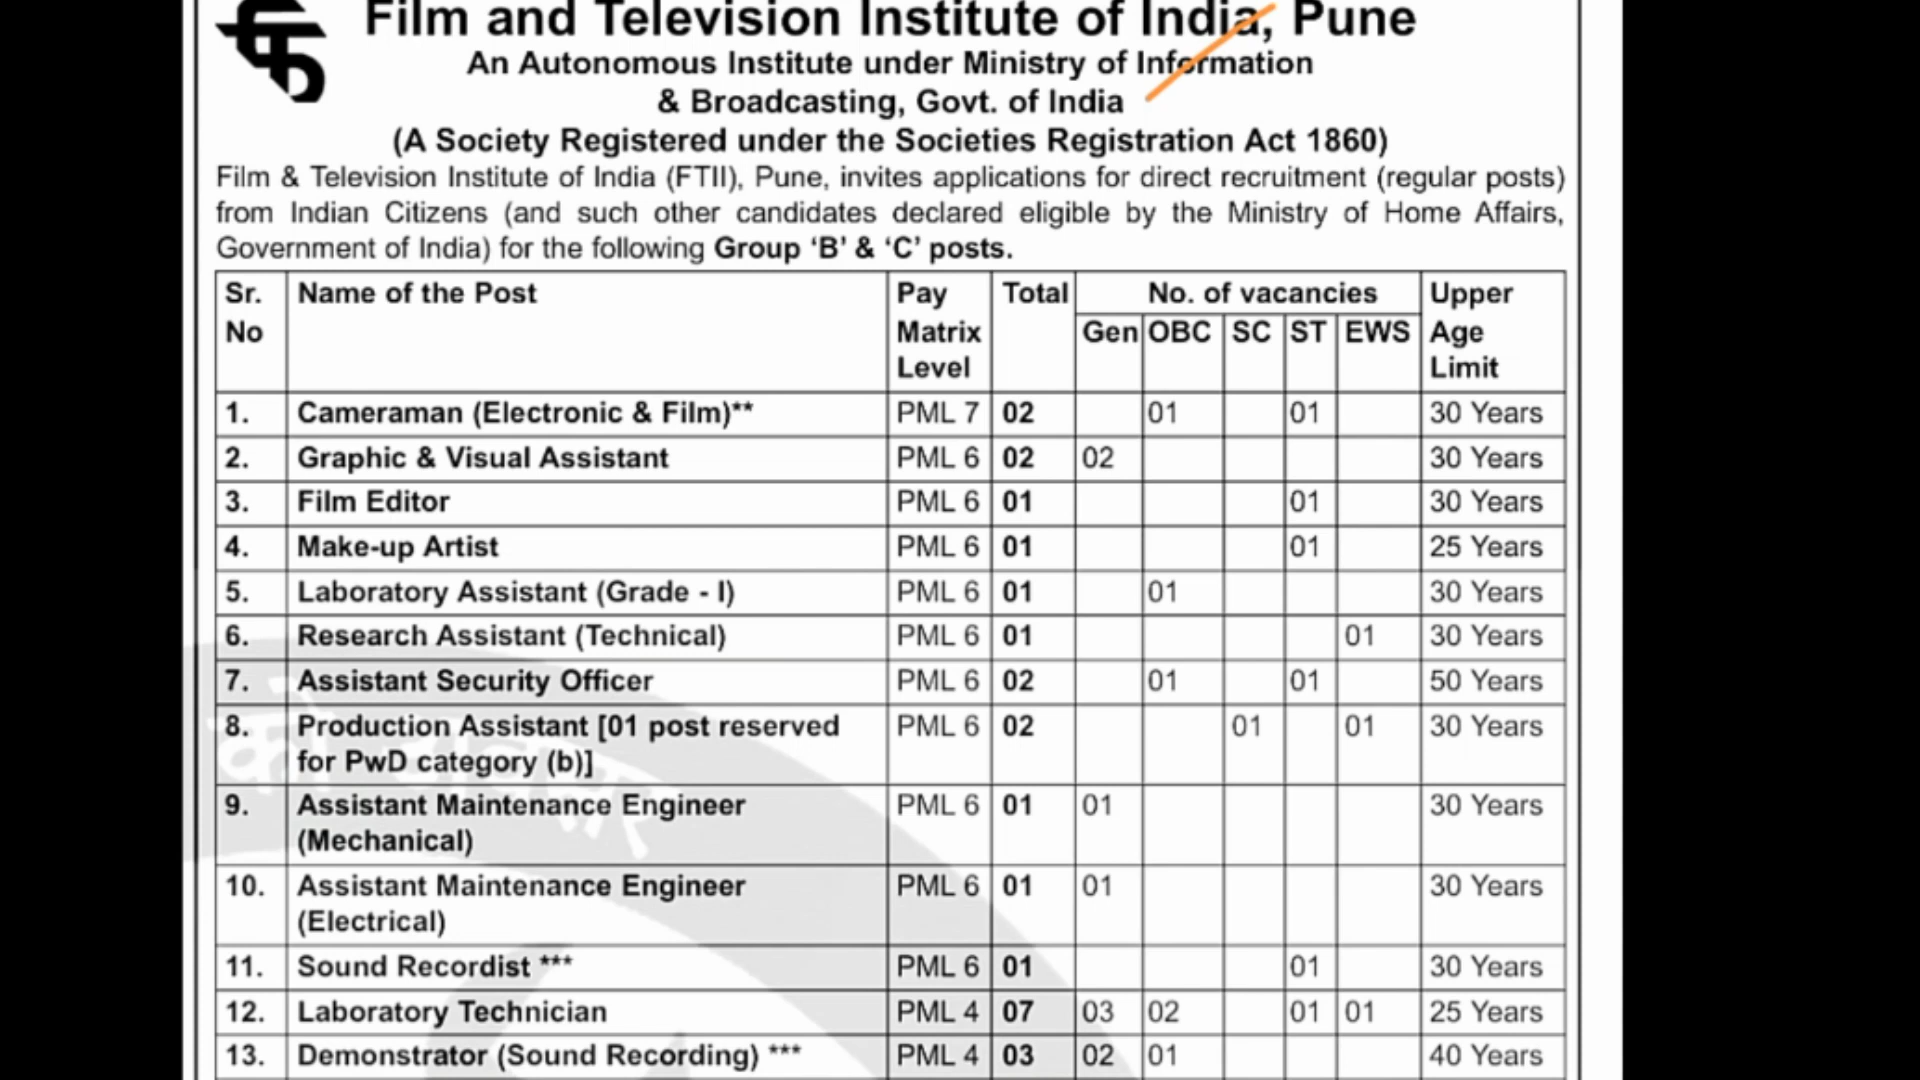 Film and Television Institute of India, Pune
An Autonomous Institute under Ministry of Information
& Broadcasting, Govt. of India
(A Society Registered under the Societies Registration Act 1860)
Film & Television Institute of India (FTII), Pune, invites applications for direct recruitment (regular posts)
from Indian Citizens (and such other candidates declared eligible by the Ministry of Home Affairs,
Government of India) for the following Group ‘B’ & ‘C’ posts.
Sr. No Name of the Post Pay Matrix Level Total No. of vacancies Upper Age Limit
Gen OBC SC ST EWS
1. Cameraman (Electronic & Film)** PML 7 02 01 01 30 Years
2. Graphic & Visual Assistant PML 6 02 02 30 Years
3. Film Editor PML 6 01 01 30 Years
4. Make-up Artist PML 6 01 01 25 Years
5. Laboratory Assistant (Grade - I) PML 6 01 01 30 Years
6. Research Assistant (Technical) PML 6 01 01 30 Years
7. Assistant Security Officer PML 6 02 01 01 50 Years
8. Production Assistant [01 post reserved PML 6 02 01 01 30 Years
for PwD category (b)]
9. Assistant Maintenance Engineer PML 6 01 01 30 Years
(Mechanical)
10. Assistant Maintenance Engineer PML 6 01 01 30 Years
(Electrical)
11. Sound Recordist *** PML 6 01 01 30 Years
12. Laboratory Technician PML 4 07 03 02 01 01 25 Years
13. Demonstrator (Sound Recording) *** PML 4 03 02 01 40 Years